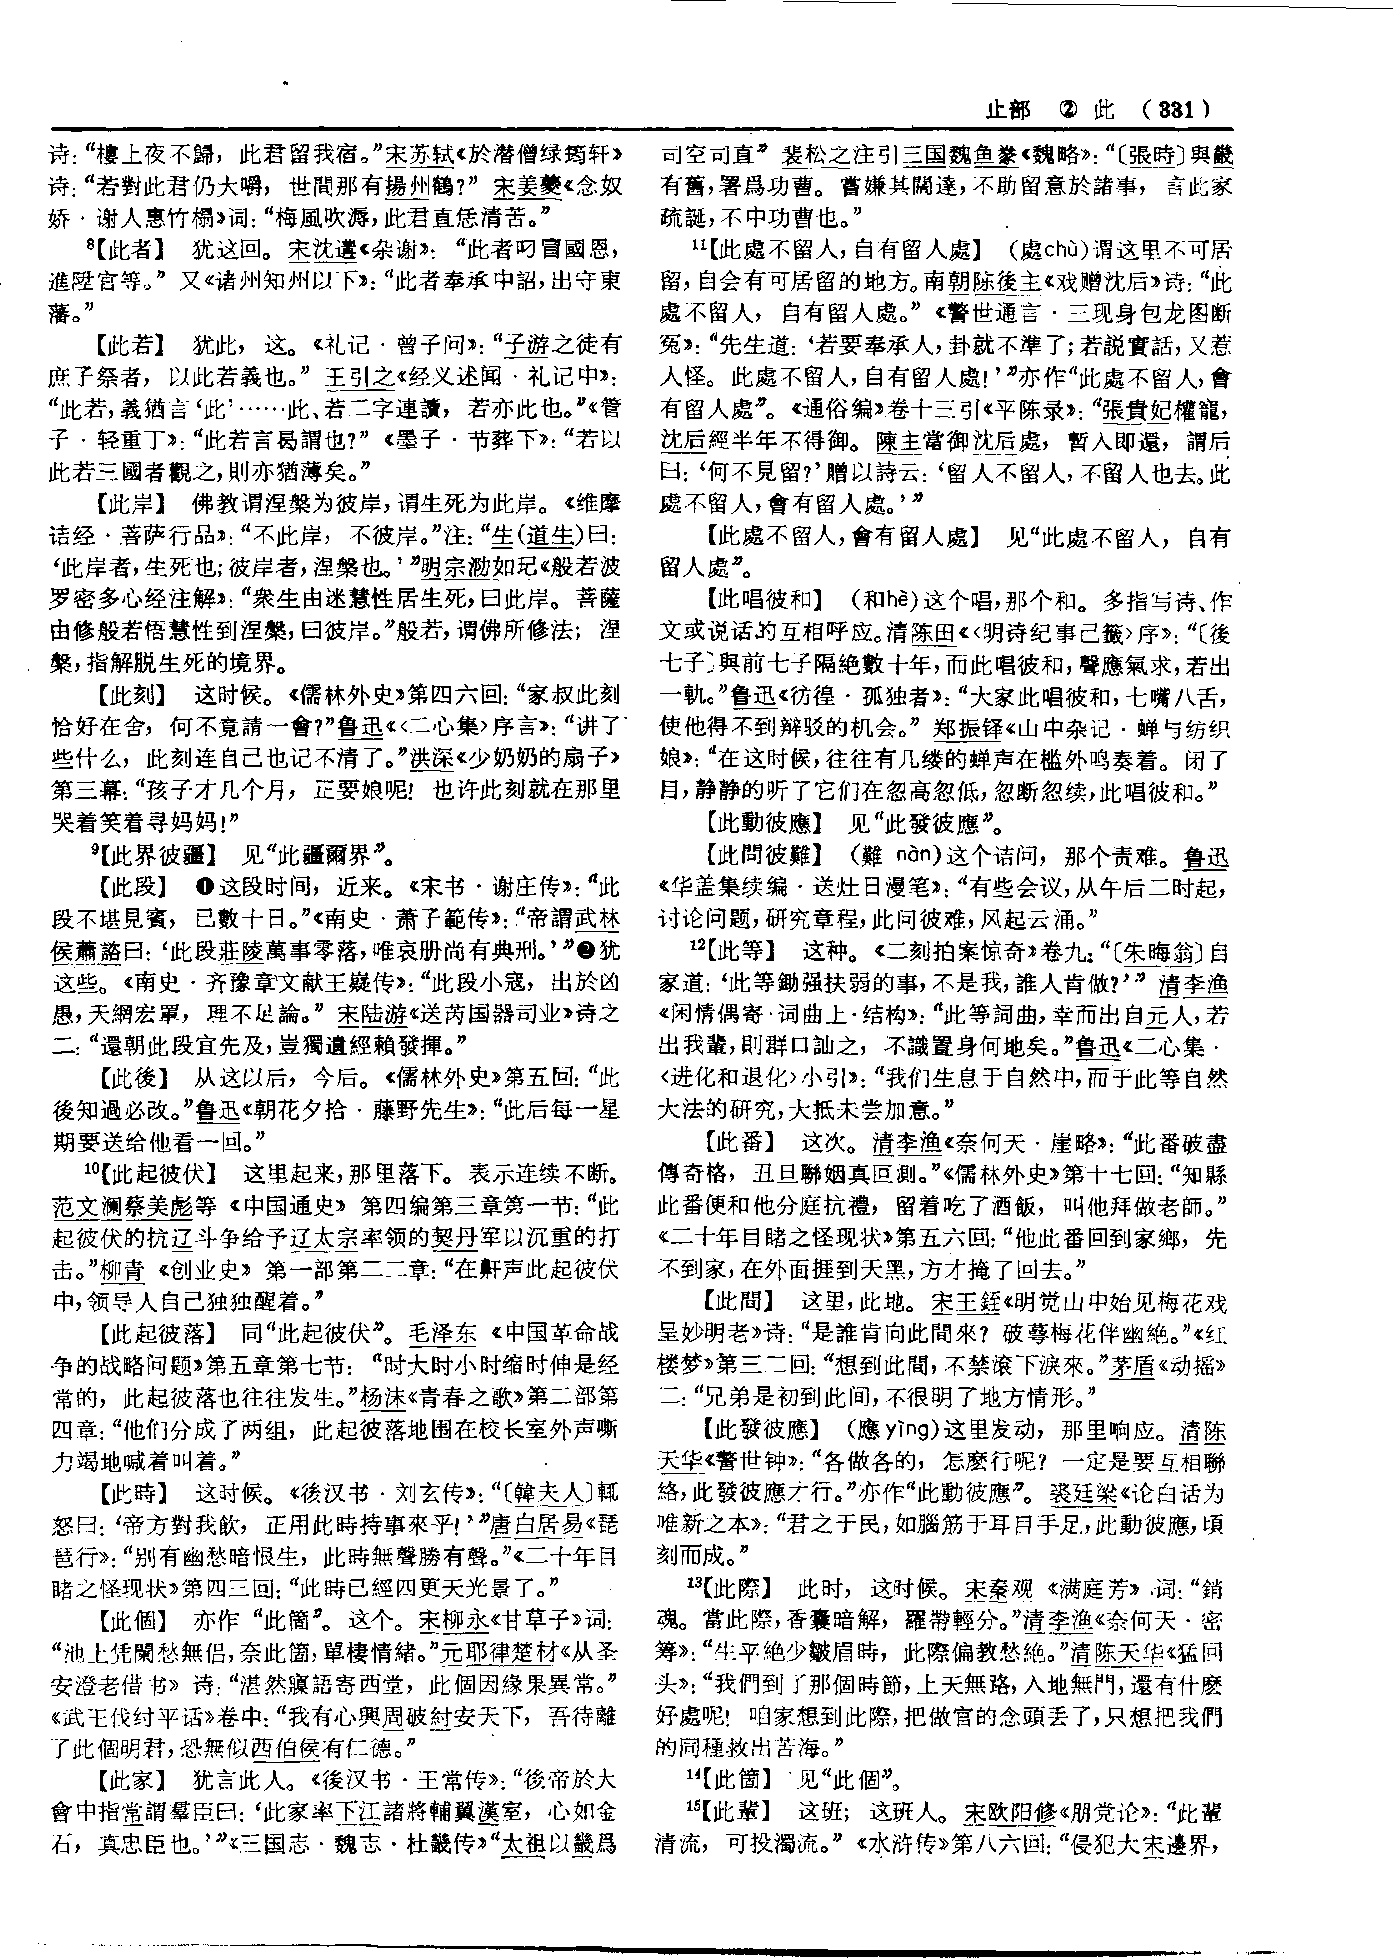 止部 ② 此 (331)
诗：“樓上夜不歸，此君留我宿。”宋苏轼《於潜僧绿筠轩》
诗：“若對此君仍大嚼，世間那有揚州鶴？”宋姜夔《念奴
娇·谢人惠竹榻》词：“梅風吹溽，此君直恁清苦。”
⁸【此者】 犹这回。宋沈遘《杂谢》：“此者叨冒國恩，
進陞官等。”又《诸州知州以下》：“此者奉承中詔，出守東
藩。”
【此若】 犹此，这。《礼记·曾子问》：“子游之徒有
庶子祭者，以此若義也。”王引之《经义述闻·礼记中》：
“此若，義猶言‘此’……此、若二字連讀，若亦此也。”《管
子·轻重丁》：“此若言曷謂也？”《墨子·节葬下》：“若以
此若三國者觀之，則亦猶薄矣。”
【此岸】 佛教谓涅槃为彼岸，谓生死为此岸。《维摩
诘经·菩萨行品》：“不此岸，不彼岸。”注：“生(道生)曰：
‘此岸者，生死也；彼岸者，涅槃也。’”明宗泐如玘《般若波
罗密多心经注解》：“衆生由迷慧性居生死，曰此岸。菩薩
由修般若悟慧性到涅槃，曰彼岸。”般若，谓佛所修法；涅
槃，指解脱生死的境界。
【此刻】 这时候。《儒林外史》第四六回：“家叔此刻
恰好在舍，何不竟請一會？”鲁迅《〈二心集〉序言》：“讲了
些什么，此刻连自己也记不清了。”洪深《少奶奶的扇子》
第三幕：“孩子才几个月，正要娘呢！也许此刻就在那里
哭着笑着寻妈妈！”
⁹【此界彼疆】 见“此疆爾界”。
【此段】 ❶这段时间，近来。《宋书·谢庄传》：“此
段不堪見賓，已數十日。”《南史·萧子範传》：“帝謂武林
侯蕭諮曰：‘此段莊陵萬事零落，唯哀册尚有典刑。’”❷犹
这些。《南史·齐豫章文献王嶷传》：“此段小寇，出於凶
愚，天網宏罩，理不足論。”宋陆游《送芮国器司业》诗之
二：“還朝此段宜先及，豈獨遺經賴發揮。”
【此後】 从这以后，今后。《儒林外史》第五回：“此
後知過必改。”鲁迅《朝花夕拾·藤野先生》：“此后每一星
期要送给他看一回。”
¹⁰【此起彼伏】 这里起来，那里落下。表示连续不断。
范文澜蔡美彪等《中国通史》第四编第三章第一节：“此
起彼伏的抗辽斗争给予辽太宗率领的契丹军以沉重的打
击。”柳青《创业史》第一部第二二章：“在鼾声此起彼伏
中，领导人自己独独醒着。”
【此起彼落】 同“此起彼伏”。毛泽东《中国革命战
争的战略问题》第五章第七节：“时大时小时缩时伸是经
常的，此起彼落也往往发生。”杨沫《青春之歌》第二部第
四章：“他们分成了两组，此起彼落地围在校长室外声嘶
力竭地喊着叫着。”
【此時】 这时候。《後汉书·刘玄传》：“〔韓夫人〕輒
怒曰：‘帝方對我飲，正用此時持事來乎！’”唐白居易《琵
琶行》：“别有幽愁暗恨生，此時無聲勝有聲。”《二十年目
睹之怪现状》第四三回：“此時已經四更天光景了。”
【此個】 亦作“此箇”。这个。宋柳永《甘草子》词：
“池上凭闌愁無侣，奈此箇，單棲情緒。”元耶律楚材《从圣
安澄老借书》诗：“湛然寱語寄西堂，此個因緣果異常。”
《武王伐纣平话》卷中：“我有心興周破紂安天下，吾待離
了此個明君，恐無似西伯侯有仁德。”
【此家】 犹言此人。《後汉书·王常传》：“後帝於大
會中指常謂羣臣曰：‘此家率下江諸將輔翼漢室，心如金
石，真忠臣也。’”《三国志·魏志·杜畿传》“太祖以畿爲
司空司直”裴松之注引三国魏鱼豢《魏略》：“〔張時〕與畿
有舊，署爲功曹。嘗嫌其闊達，不助留意於諸事，言此家
疏誕，不中功曹也。”
¹¹【此處不留人，自有留人處】 (處chù)谓这里不可居
留，自会有可居留的地方。南朝陈後主《戏赠沈后》诗：“此
處不留人，自有留人處。”《警世通言·三现身包龙图断
冤》：“先生道：‘若要奉承人，卦就不準了；若説實話，又惹
人怪。此處不留人，自有留人處！’”亦作“此處不留人，會
有留人處”。《通俗编》卷十三引《平陈录》：“張貴妃權寵，
沈后經半年不得御。陳主當御沈后處，暫入即還，謂后
曰：‘何不見留？’贈以詩云：‘留人不留人，不留人也去。此
處不留人，會有留人處。’”
【此處不留人，會有留人處】 见“此處不留人，自有
留人處”。
【此唱彼和】 (和hè)这个唱，那个和。多指写诗、作
文或说话的互相呼应。清陈田《〈明诗纪事己籤〉序》：“〔後
七子〕與前七子隔絶數十年，而此唱彼和，聲應氣求，若出
一軌。”鲁迅《彷徨·孤独者》：“大家此唱彼和，七嘴八舌，
使他得不到辩驳的机会。”郑振铎《山中杂记·蝉与纺织
娘》：“在这时候，往往有几缕的蝉声在槛外鸣奏着。闭了
目，静静的听了它们在忽高忽低，忽断忽续，此唱彼和。”
【此動彼應】 见“此發彼應”。
【此問彼難】 (難 nàn)这个诘问，那个责难。鲁迅
《华盖集续编·送灶日漫笔》：“有些会议，从午后二时起，
讨论问题，研究章程，此问彼难，风起云涌。”
¹²【此等】 这种。《二刻拍案惊奇》卷九：“〔朱晦翁〕自
家道：‘此等鋤强扶弱的事，不是我，誰人肯做？’”清李渔
《闲情偶寄·词曲上·结构》：“此等詞曲，幸而出自元人，若
出我輩，則群口訕之，不識置身何地矣。”鲁迅《二心集·
〈进化和退化〉小引》：“我们生息于自然中，而于此等自然
大法的研究，大抵未尝加意。”
【此番】 这次。清李渔《奈何天·崖略》：“此番破盡
傳奇格，丑旦聯姻真叵測。”《儒林外史》第十七回：“知縣
此番便和他分庭抗禮，留着吃了酒飯，叫他拜做老師。”
《二十年目睹之怪现状》第五六回：“他此番回到家鄉，先
不到家，在外面捱到天黑，方才掩了回去。”
【此間】 这里，此地。宋王銍《明觉山中始见梅花戏
呈妙明老》诗：“是誰肯向此間來？破蕚梅花伴幽絶。”《红
楼梦》第三二回：“想到此間，不禁滚下淚來。”茅盾《动摇》
二：“兄弟是初到此间，不很明了地方情形。”
【此發彼應】 (應yìng)这里发动，那里响应。清陈
天华《警世钟》：“各做各的，怎麽行呢？一定是要互相聯
絡，此發彼應才行。”亦作“此動彼應”。裘廷梁《论白话为
唯新之本》：“君之于民，如腦筋于耳目手足，此動彼應，頃
刻而成。”
¹³【此際】 此时，这时候。宋秦观《满庭芳》词：“銷
魂。當此際，香囊暗解，羅帶輕分。”清李渔《奈何天·密
筹》：“生平絶少皺眉時，此際偏教愁絶。”清陈天华《猛回
头》：“我們到了那個時節，上天無路，入地無門，還有什麽
好處呢！咱家想到此際，把做官的念頭丢了，只想把我們
的同種救出苦海。”
¹⁴【此箇】 见“此個”。
¹⁵【此輩】 这班；这班人。宋欧阳修《朋党论》：“此輩
清流，可投濁流。”《水浒传》第八六回：“侵犯大宋邊界，